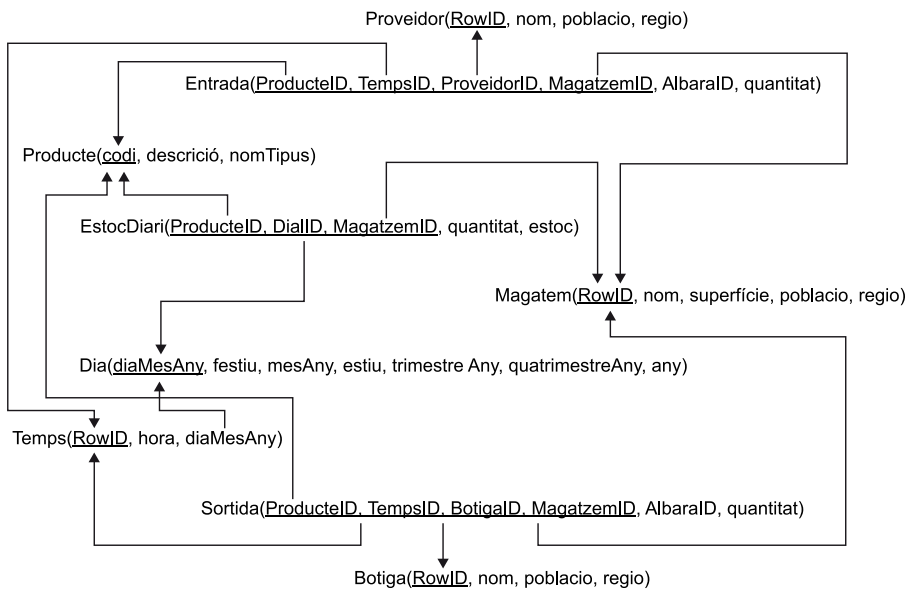 Proveidor(RowID, nom, poblacio, regio)
Entrada(ProducteID, TempsID, ProveidorID, MagatzemID, AlbaraID, quantitat)
Producte(codi, descrició, nomTipus)
EstocDiari(ProducteID, DialID, MagatzemID, quantitat, estoc)
Magatem(RowID, nom, superfície, poblacio, regio)
Dia(diaMesAny, festiu, mesAny, estiu, trimestre Any, quatrimestreAny, any)
Temps(RowID, hora, diaMesAny)
Sortida(ProducteID, TempsID, BotigaID, MagatzemID, AlbaraID, quantitat)
Botiga(RowID, nom, poblacio, regio)